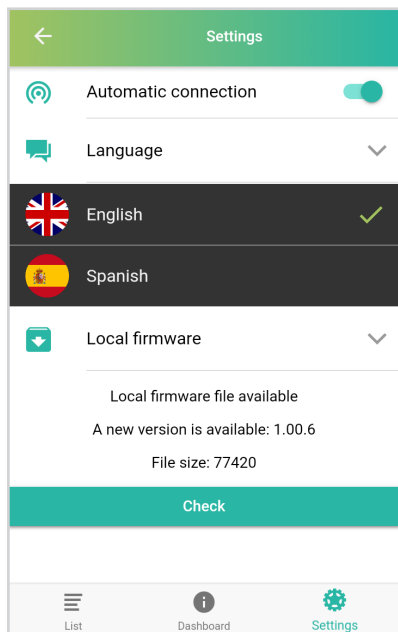 Settings
Automatic connection
Language
English
Spanish
Local firmware
Local firmware file available
A new version is available: 1.00.6
File size: 77420
Check
List
Dashboard
Settings